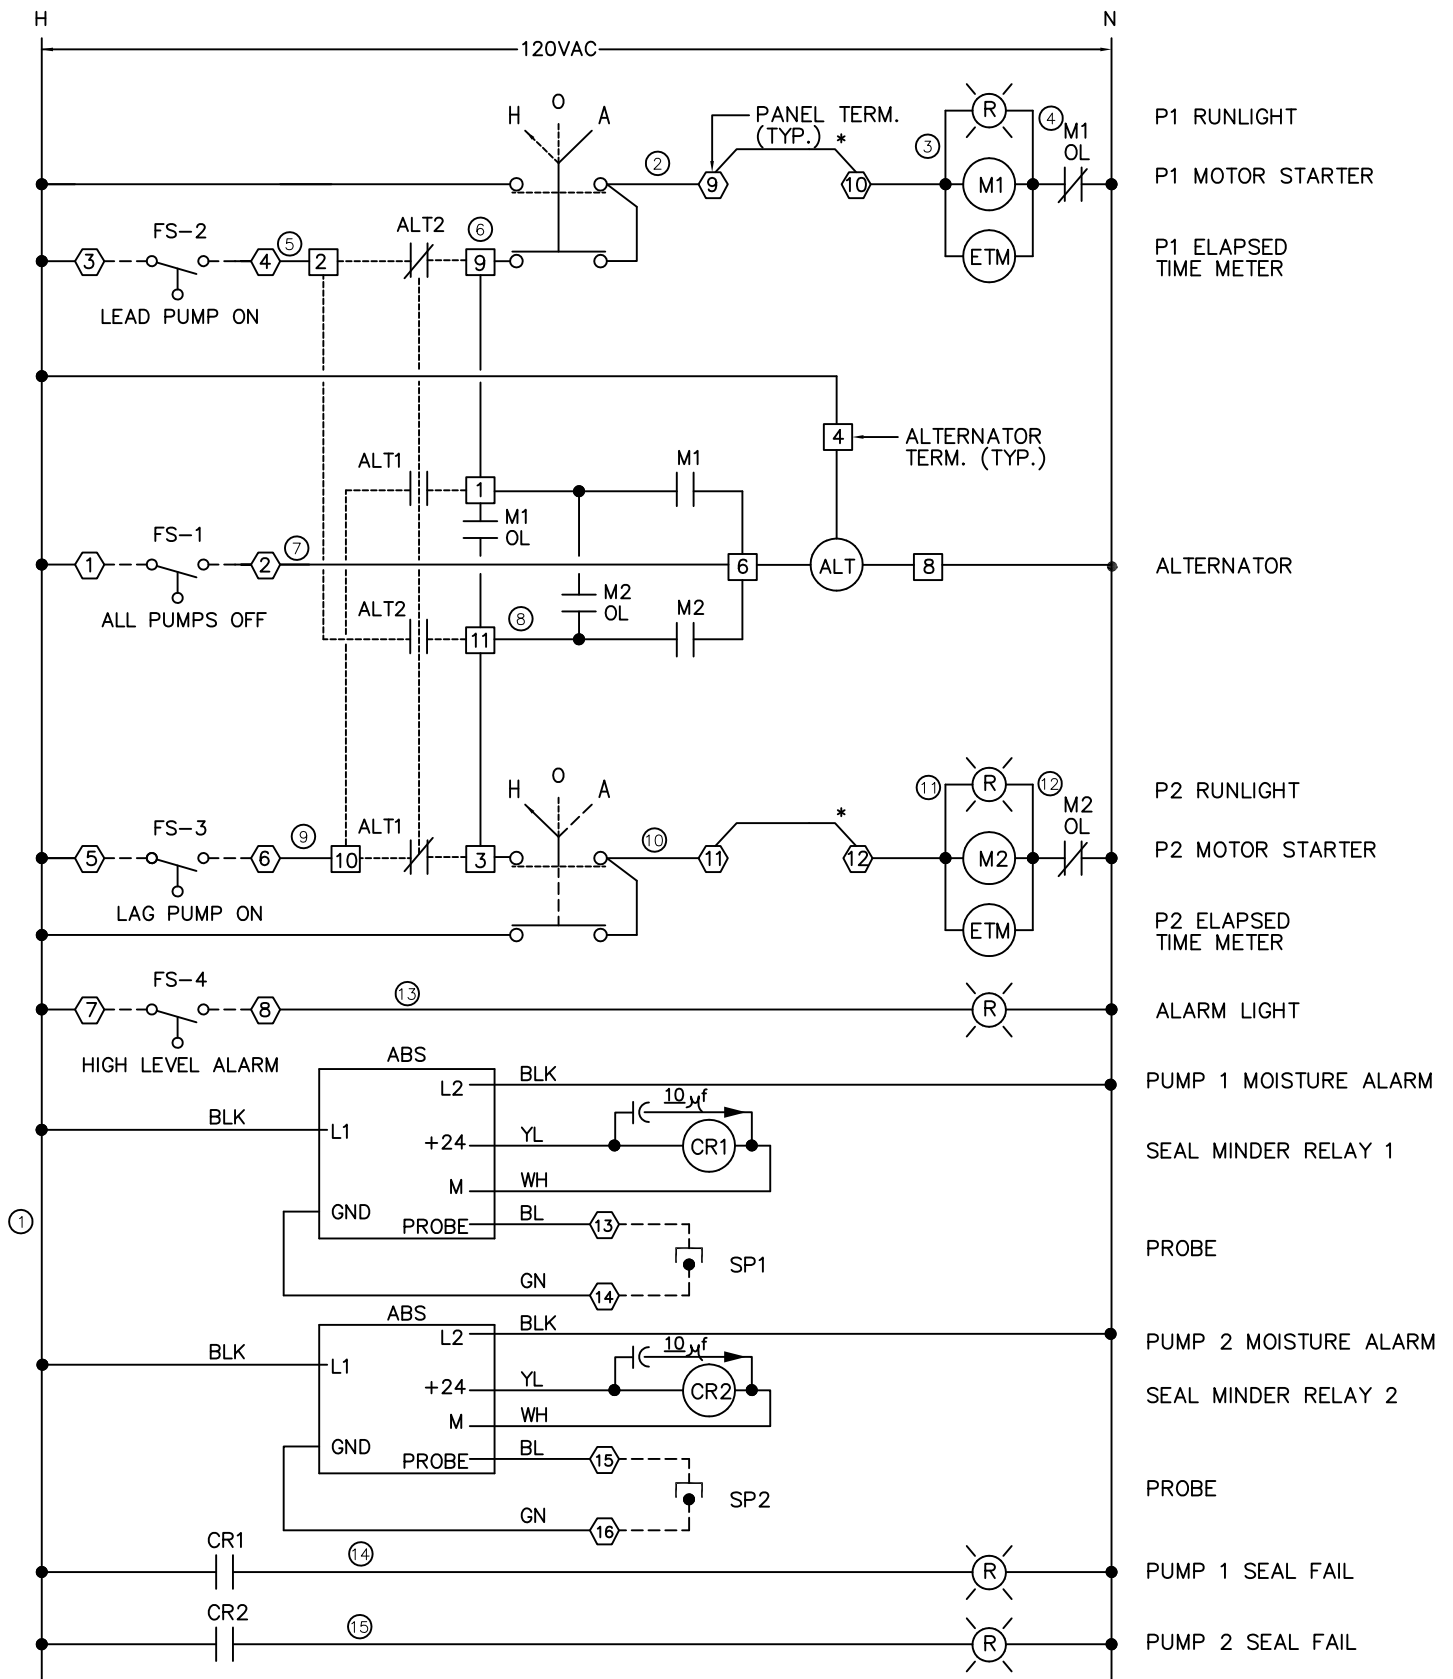 H
N
120VAC
H O A
PANEL TERM.
(TYP.)
*
2
9
10
3
R
4
M1
OL
P1 RUNLIGHT
M1
P1 MOTOR STARTER
FS-2
3
4
5
2
ALT2
6
9
LEAD PUMP ON
ETM
P1 ELAPSED
TIME METER
4
ALTERNATOR
TERM. (TYP.)
ALT1
1
M1
M1
OL
FS-1
1
2
7
6
ALT
8
ALTERNATOR
ALL PUMPS OFF
M2
OL
ALT2
11
8
M2
H O A
*
11
R
12
M2
OL
P2 RUNLIGHT
FS-3
5
6
9
10
ALT1
3
10
11
12
M2
P2 MOTOR STARTER
LAG PUMP ON
ETM
P2 ELAPSED
TIME METER
FS-4
7
8
13
R
ALARM LIGHT
HIGH LEVEL ALARM
ABS
L2
BLK
PUMP 1 MOISTURE ALARM
BLK
L1
10 µf
+24
YL
CR1
SEAL MINDER RELAY 1
M
WH
GND
PROBE
BL
13
1
PROBE
SP1
GN
14
ABS
L2
BLK
PUMP 2 MOISTURE ALARM
BLK
L1
10 µf
+24
YL
CR2
SEAL MINDER RELAY 2
M
WH
GND
PROBE
BL
15
PROBE
SP2
GN
16
CR1
14
R
PUMP 1 SEAL FAIL
CR2
15
R
PUMP 2 SEAL FAIL